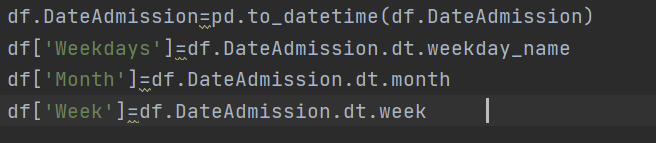 df.DateAdmission=pd.to_datetime(df.DateAdmission)
df['Weekdays']=df.DateAdmission.dt.weekday_name
df['Month']=df.DateAdmission.dt.month
df['Week']=df.DateAdmission.dt.week